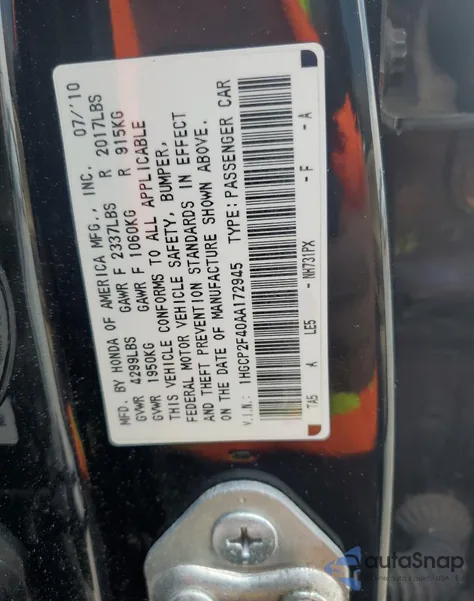 MFD. BY HONDA OF AMERICA MFG., INC. 07/'10
GVWR 4299LBS GAWR F 2337LBS R 2017LBS
GVWR 1950KG GAWR F 1060KG R 915KG
THIS VEHICLE CONFORMS TO ALL APPLICABLE
FEDERAL MOTOR VEHICLE SAFETY, BUMPER,
AND THEFT PREVENTION STANDARDS IN EFFECT
ON THE DATE OF MANUFACTURE SHOWN ABOVE.
V.I.N.: 1HGCP2F40AA172945 TYPE: PASSENGER CAR
TA5 A LE5 - NH731PX - F - A
autaSnap